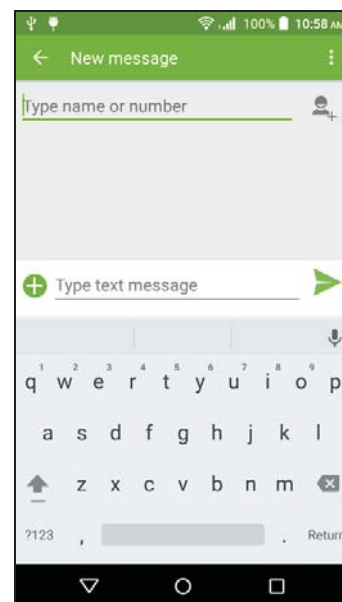 100% 10:58 AM
New message
Type name or number
Type text message
1 2 3 4 5 6 7 8 9
q w e r t y u i o p
a s d f g h j k l
z x c v b n m
?123 , . Return